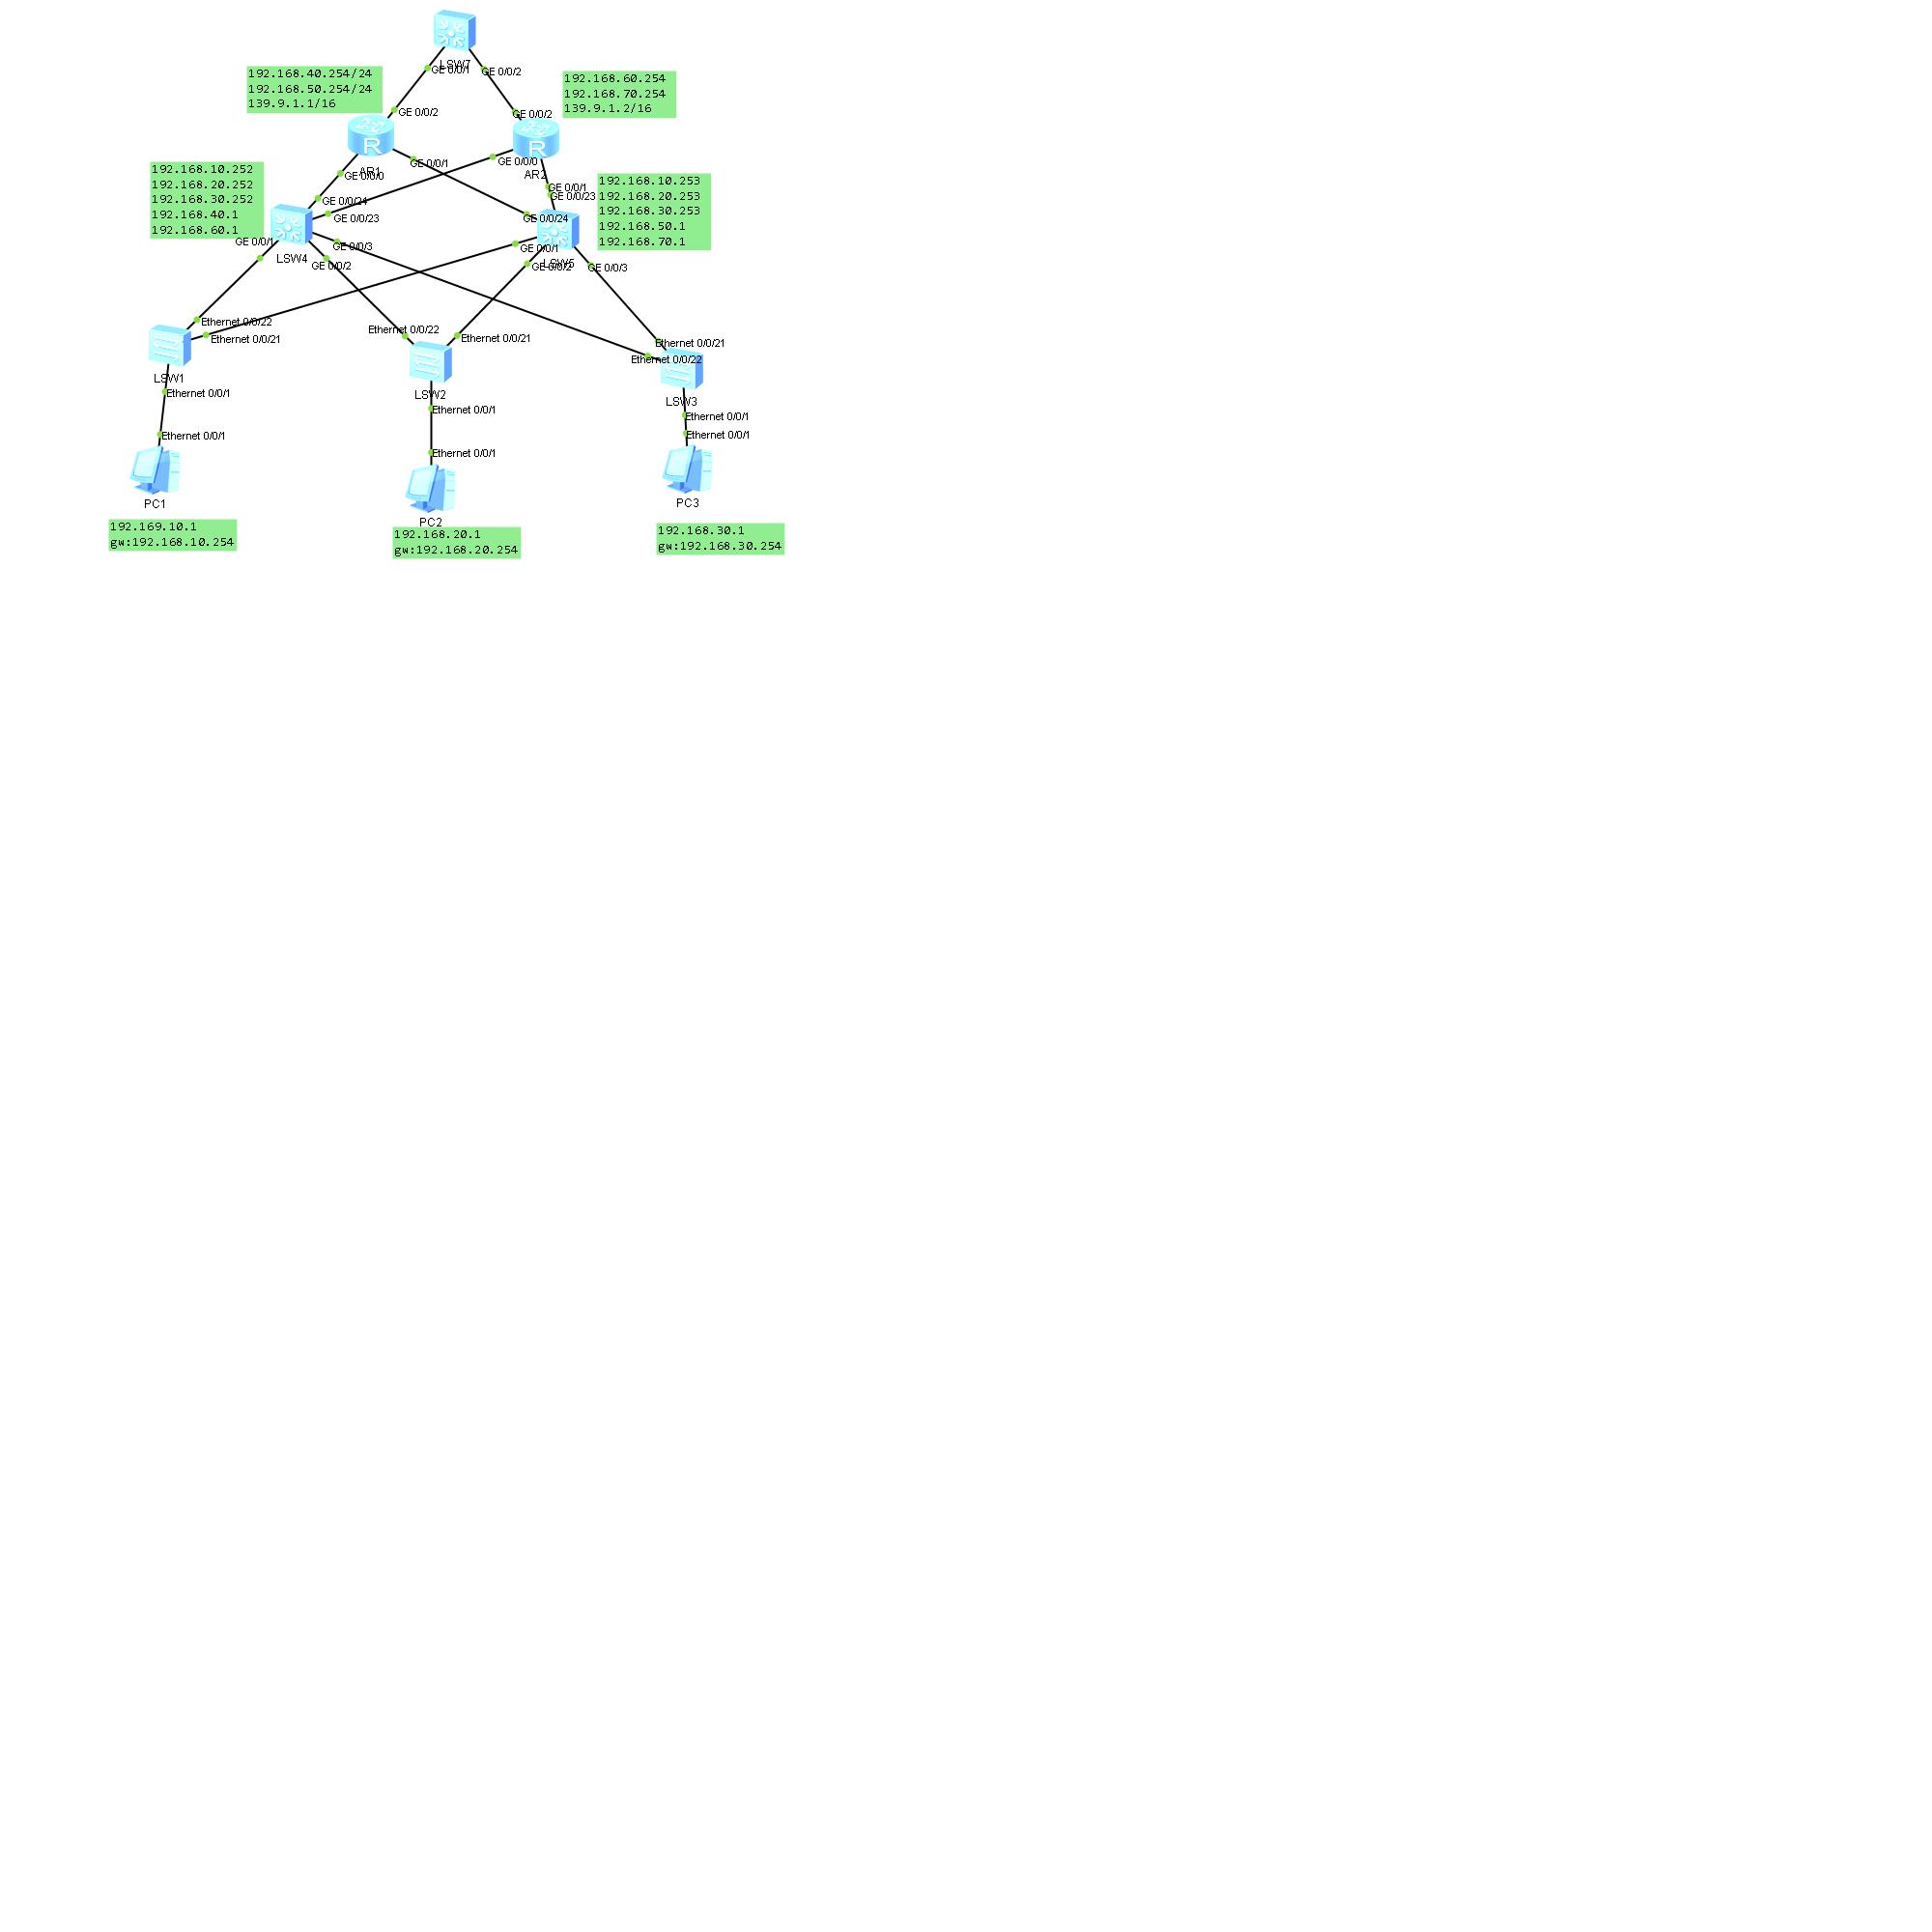 LSW7
GE 0/0/1
GE 0/0/2
192.168.40.254/24
192.168.50.254/24
139.9.1.1/16
192.168.60.254
192.168.70.254
139.9.1.2/16
GE 0/0/2
GE 0/0/2
AR1
GE 0/0/0
GE 0/0/1
GE 0/0/0
AR2
GE 0/0/1
192.168.10.252
192.168.20.252
192.168.30.252
192.168.40.1
192.168.60.1
GE 0/0/24
GE 0/0/23
GE 0/0/23
GE 0/0/24
192.168.10.253
192.168.20.253
192.168.30.253
192.168.50.1
192.168.70.1
GE 0/0/1
GE 0/0/3
LSW4
GE 0/0/2
GE 0/0/1
LSW5
GE 0/0/2
GE 0/0/3
Ethernet 0/0/22
Ethernet 0/0/21
Ethernet 0/0/22
Ethernet 0/0/21
Ethernet 0/0/21
Ethernet 0/0/22
LSW1
LSW2
LSW3
Ethernet 0/0/1
Ethernet 0/0/1
Ethernet 0/0/1
Ethernet 0/0/1
Ethernet 0/0/1
Ethernet 0/0/1
PC1
PC2
PC3
192.169.10.1
gw:192.168.10.254
192.168.20.1
gw:192.168.20.254
192.168.30.1
gw:192.168.30.254